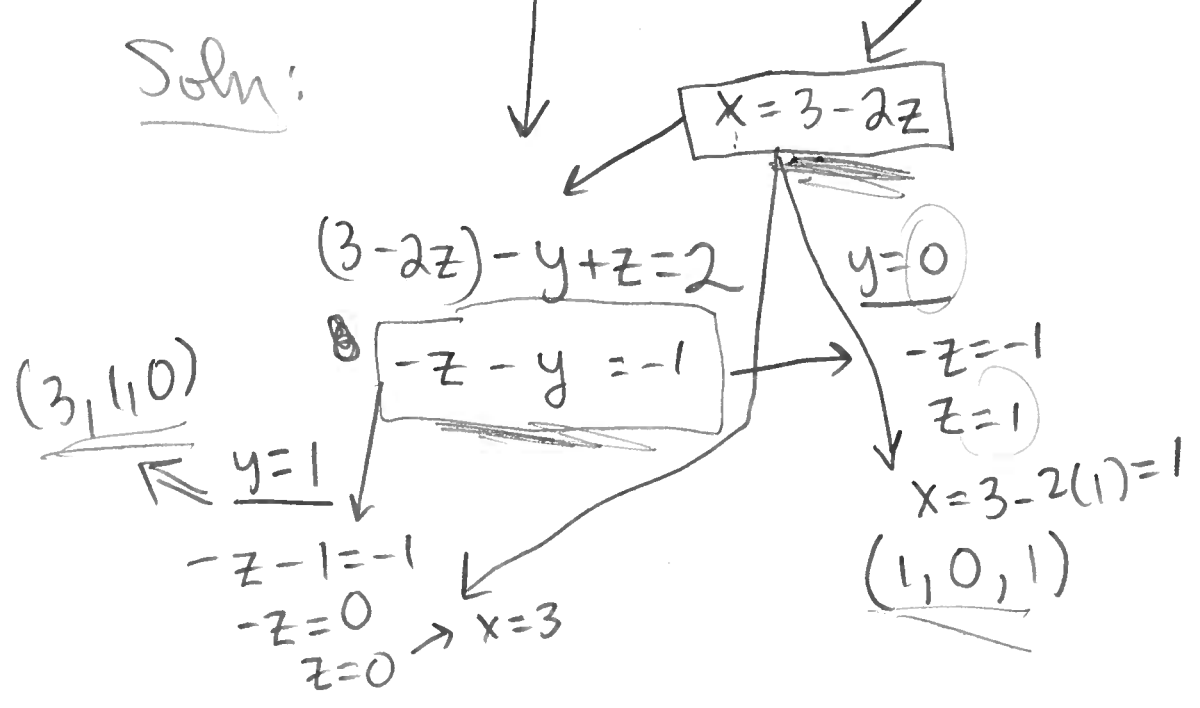 Soln:
x = 3 - 2z
(3 - 2z) - y + z = 2
-z - y = -1
y = 0
-z = -1
z = 1
x = 3 - 2(1) = 1
(1, 0, 1)
(3, 1, 0)
y = 1
-z - 1 = -1
-z = 0
z = 0
x = 3